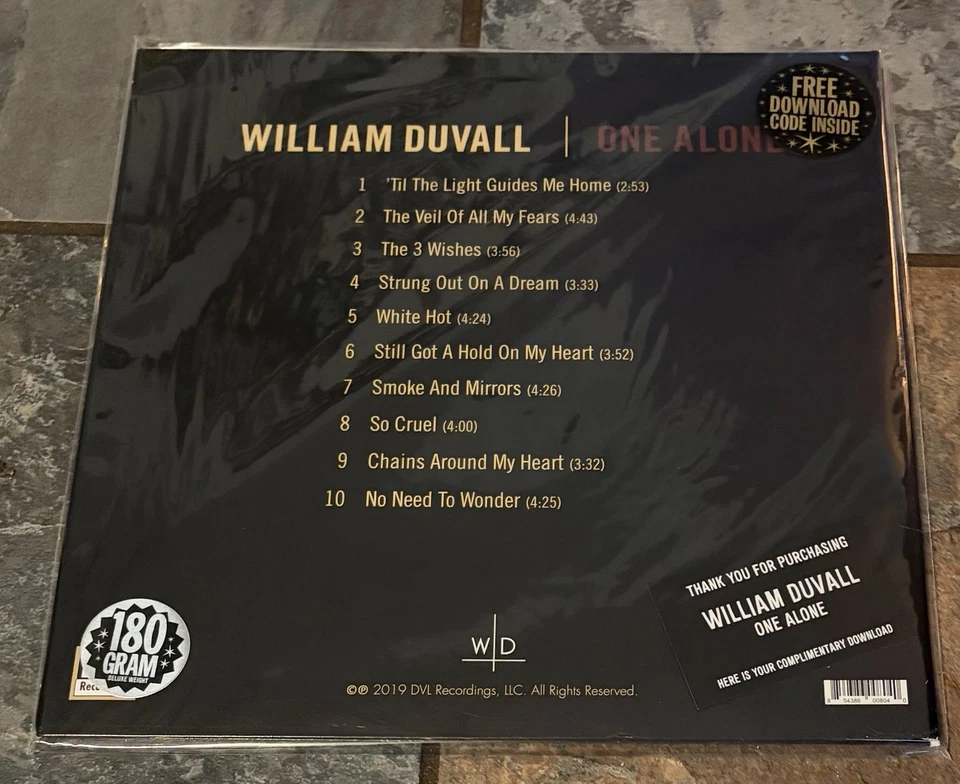 FREE
DOWNLOAD
CODE INSIDE
WILLIAM DUVALL | ONE ALONE
1 'Til The Light Guides Me Home (2:53)
2 The Veil Of All My Fears (4:43)
3 The 3 Wishes (3:56)
4 Strung Out On A Dream (3:33)
5 White Hot (4:24)
6 Still Got A Hold On My Heart (3:52)
7 Smoke And Mirrors (4:26)
8 So Cruel (4:00)
9 Chains Around My Heart (3:32)
10 No Need To Wonder (4:25)
THANK YOU FOR PURCHASING
WILLIAM DUVALL
ONE ALONE
HERE IS YOUR COMPLIMENTARY DOWNLOAD
180
GRAM
DELUXE WEIGHT
W D
©℗ 2019 DVL Recordings, LLC. All Rights Reserved.
8 54386 00804 0